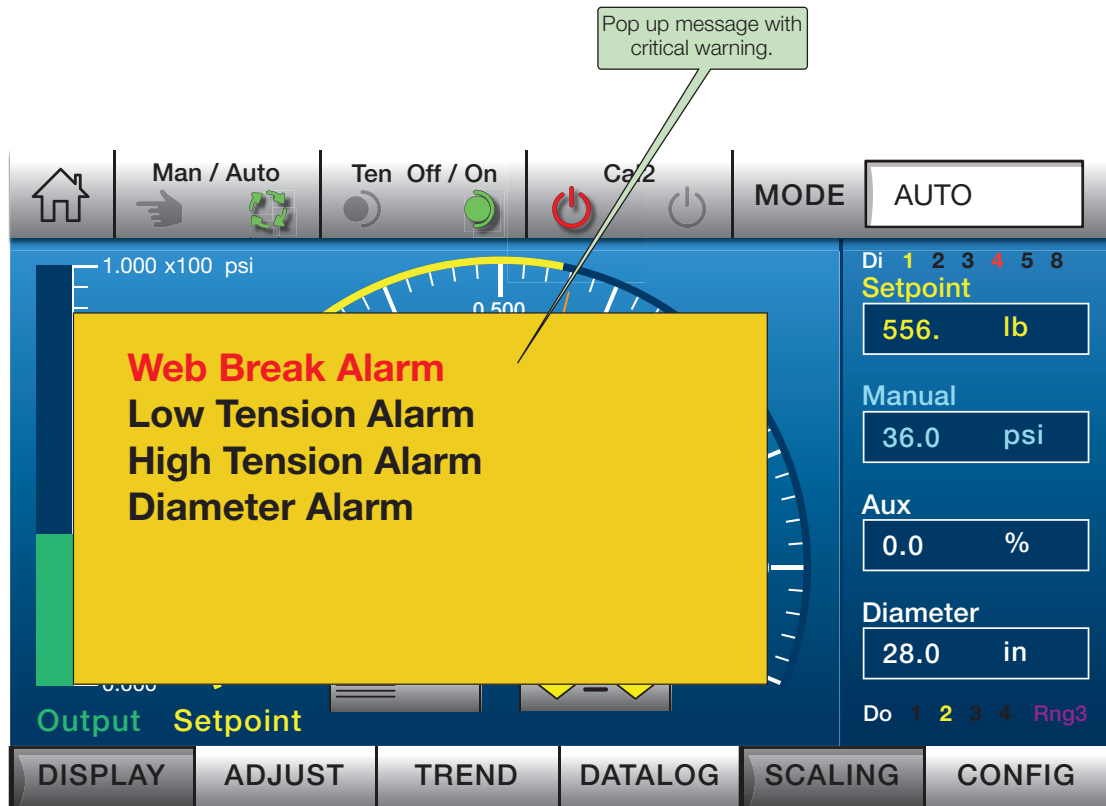 Pop up message with
critical warning.
Man / Auto
Ten Off / On
Cal2
MODE
AUTO
1.000 x100 psi
0.500
Web Break Alarm
Low Tension Alarm
High Tension Alarm
Diameter Alarm
0.000
Output
Setpoint
Di 1 2 3 4 5 8
Setpoint
556. lb
Manual
36.0 psi
Aux
0.0 %
Diameter
28.0 in
Do 1 2 3 4 Rng3
DISPLAY
ADJUST
TREND
DATALOG
SCALING
CONFIG